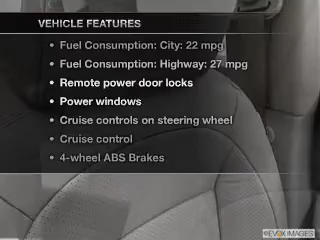 VEHICLE FEATURES
• Fuel Consumption: City: 22 mpg
• Fuel Consumption: Highway: 27 mpg
• Remote power door locks
• Power windows
• Cruise controls on steering wheel
• Cruise control
• 4-wheel ABS Brakes
©EVOX IMAGES